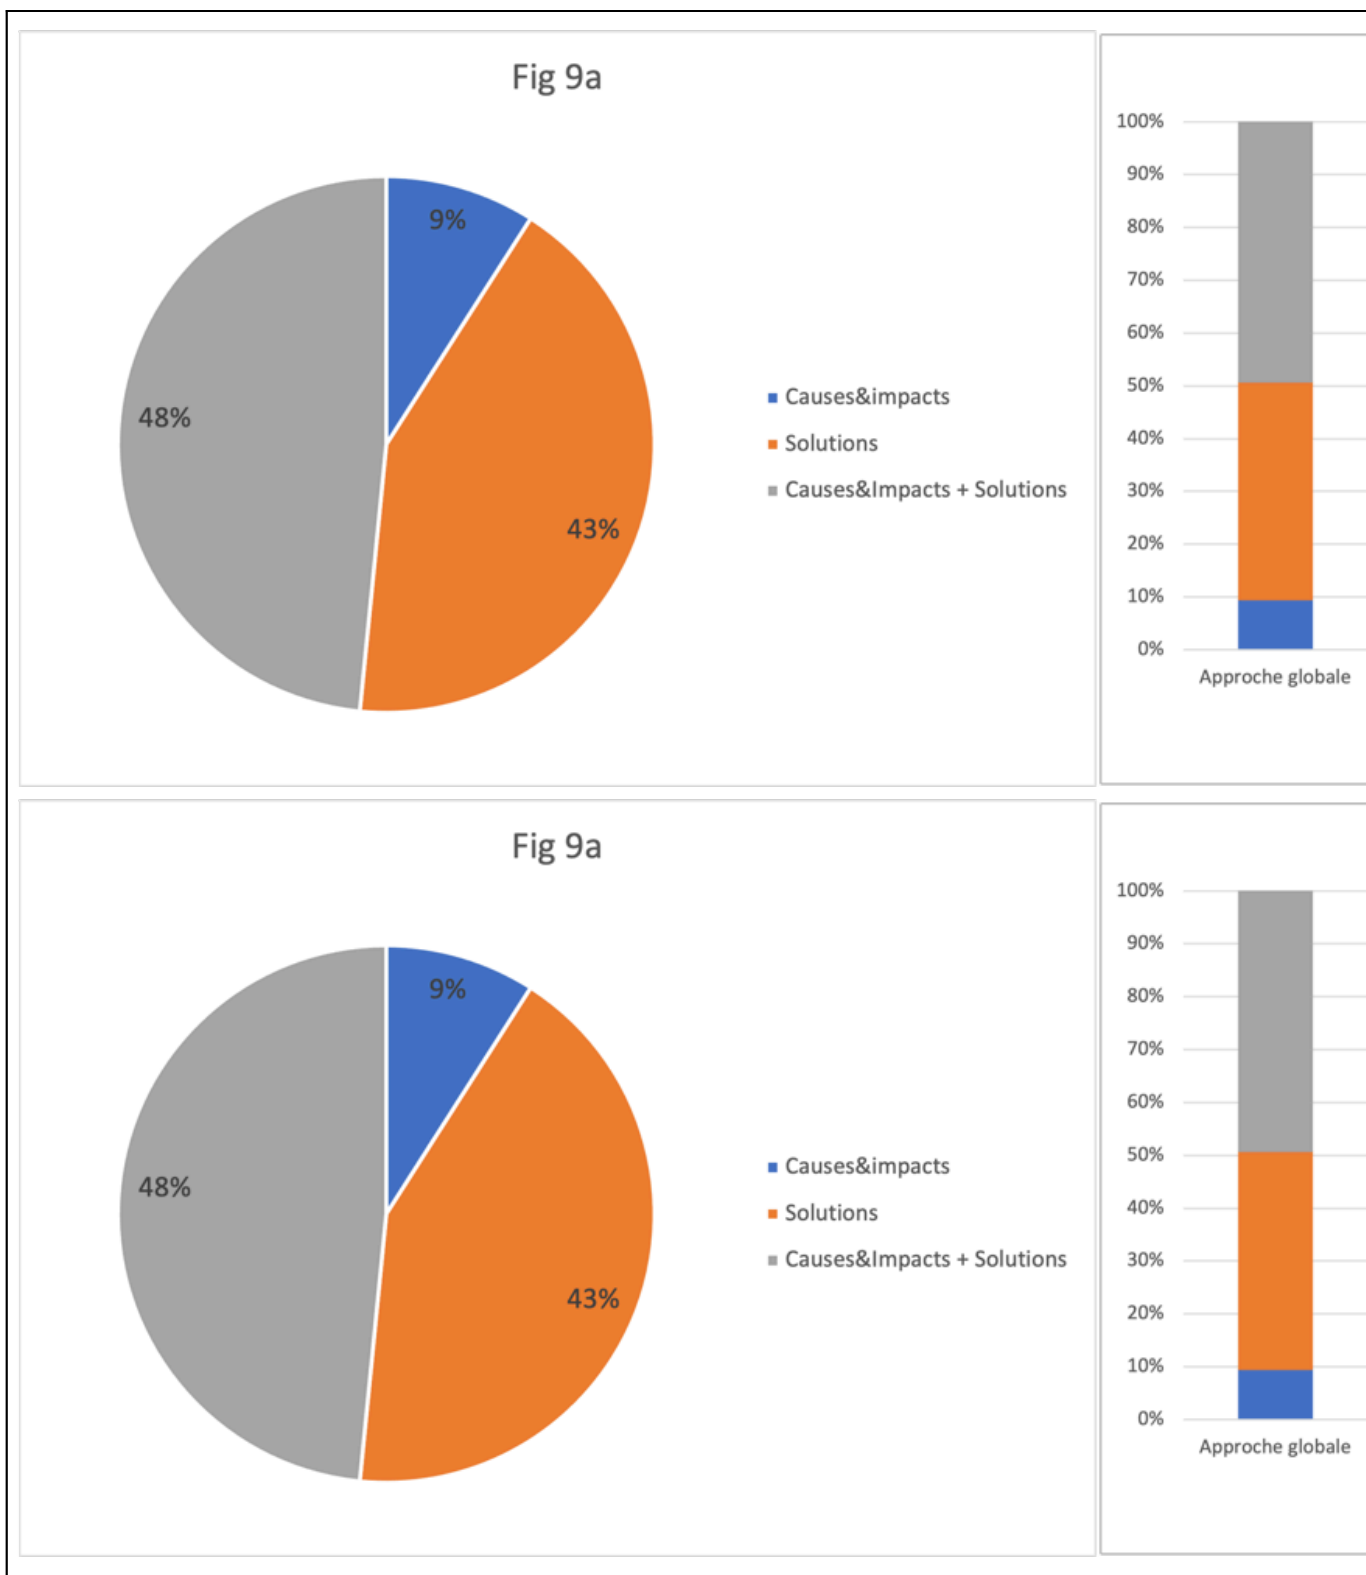 Fig 9a
9%
48%
43%
Causes&impacts
Solutions
Causes&Impacts + Solutions
100%
90%
80%
70%
60%
50%
40%
30%
20%
10%
0%
Approche globale
Fig 9a
9%
48%
43%
Causes&impacts
Solutions
Causes&Impacts + Solutions
100%
90%
80%
70%
60%
50%
40%
30%
20%
10%
0%
Approche globale